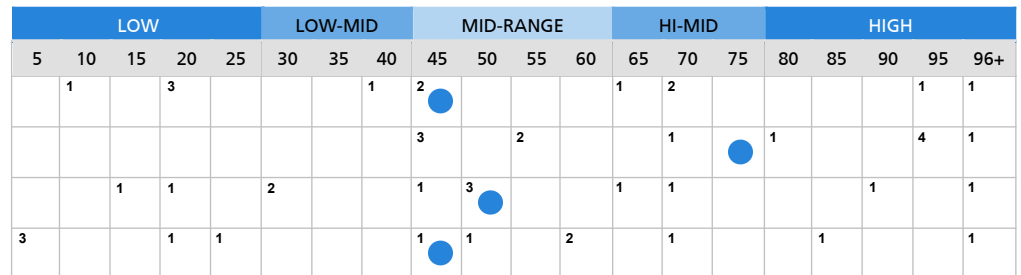 LOW LOW-MID MID-RANGE HI-MID HIGH
5 10 15 20 25 30 35 40 45 50 55 60 65 70 75 80 85 90 95 96+
1 3 1 2 1 2 1 1
3 2 1 1 4 1
1 1 2 1 3 1 1 1 1
3 1 1 1 1 2 1 1 1